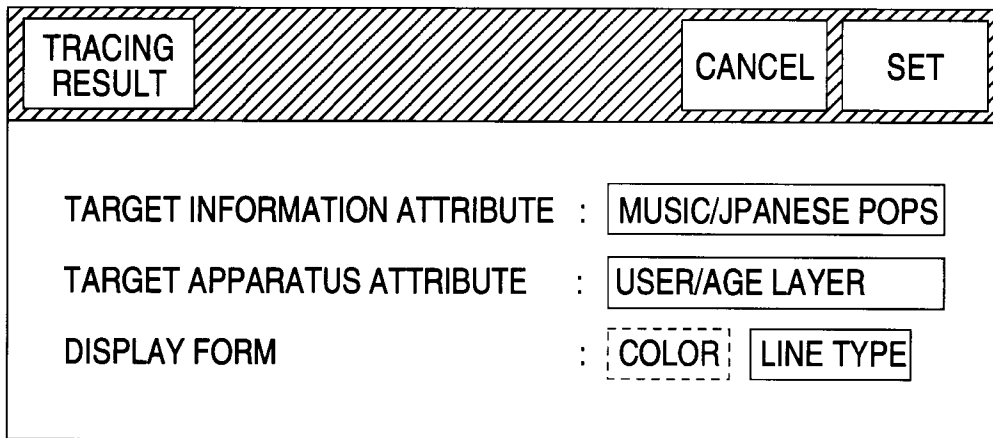 TRACING
RESULT
CANCEL
SET
TARGET INFORMATION ATTRIBUTE : MUSIC/JPANESE POPS
TARGET APPARATUS ATTRIBUTE : USER/AGE LAYER
DISPLAY FORM : COLOR LINE TYPE